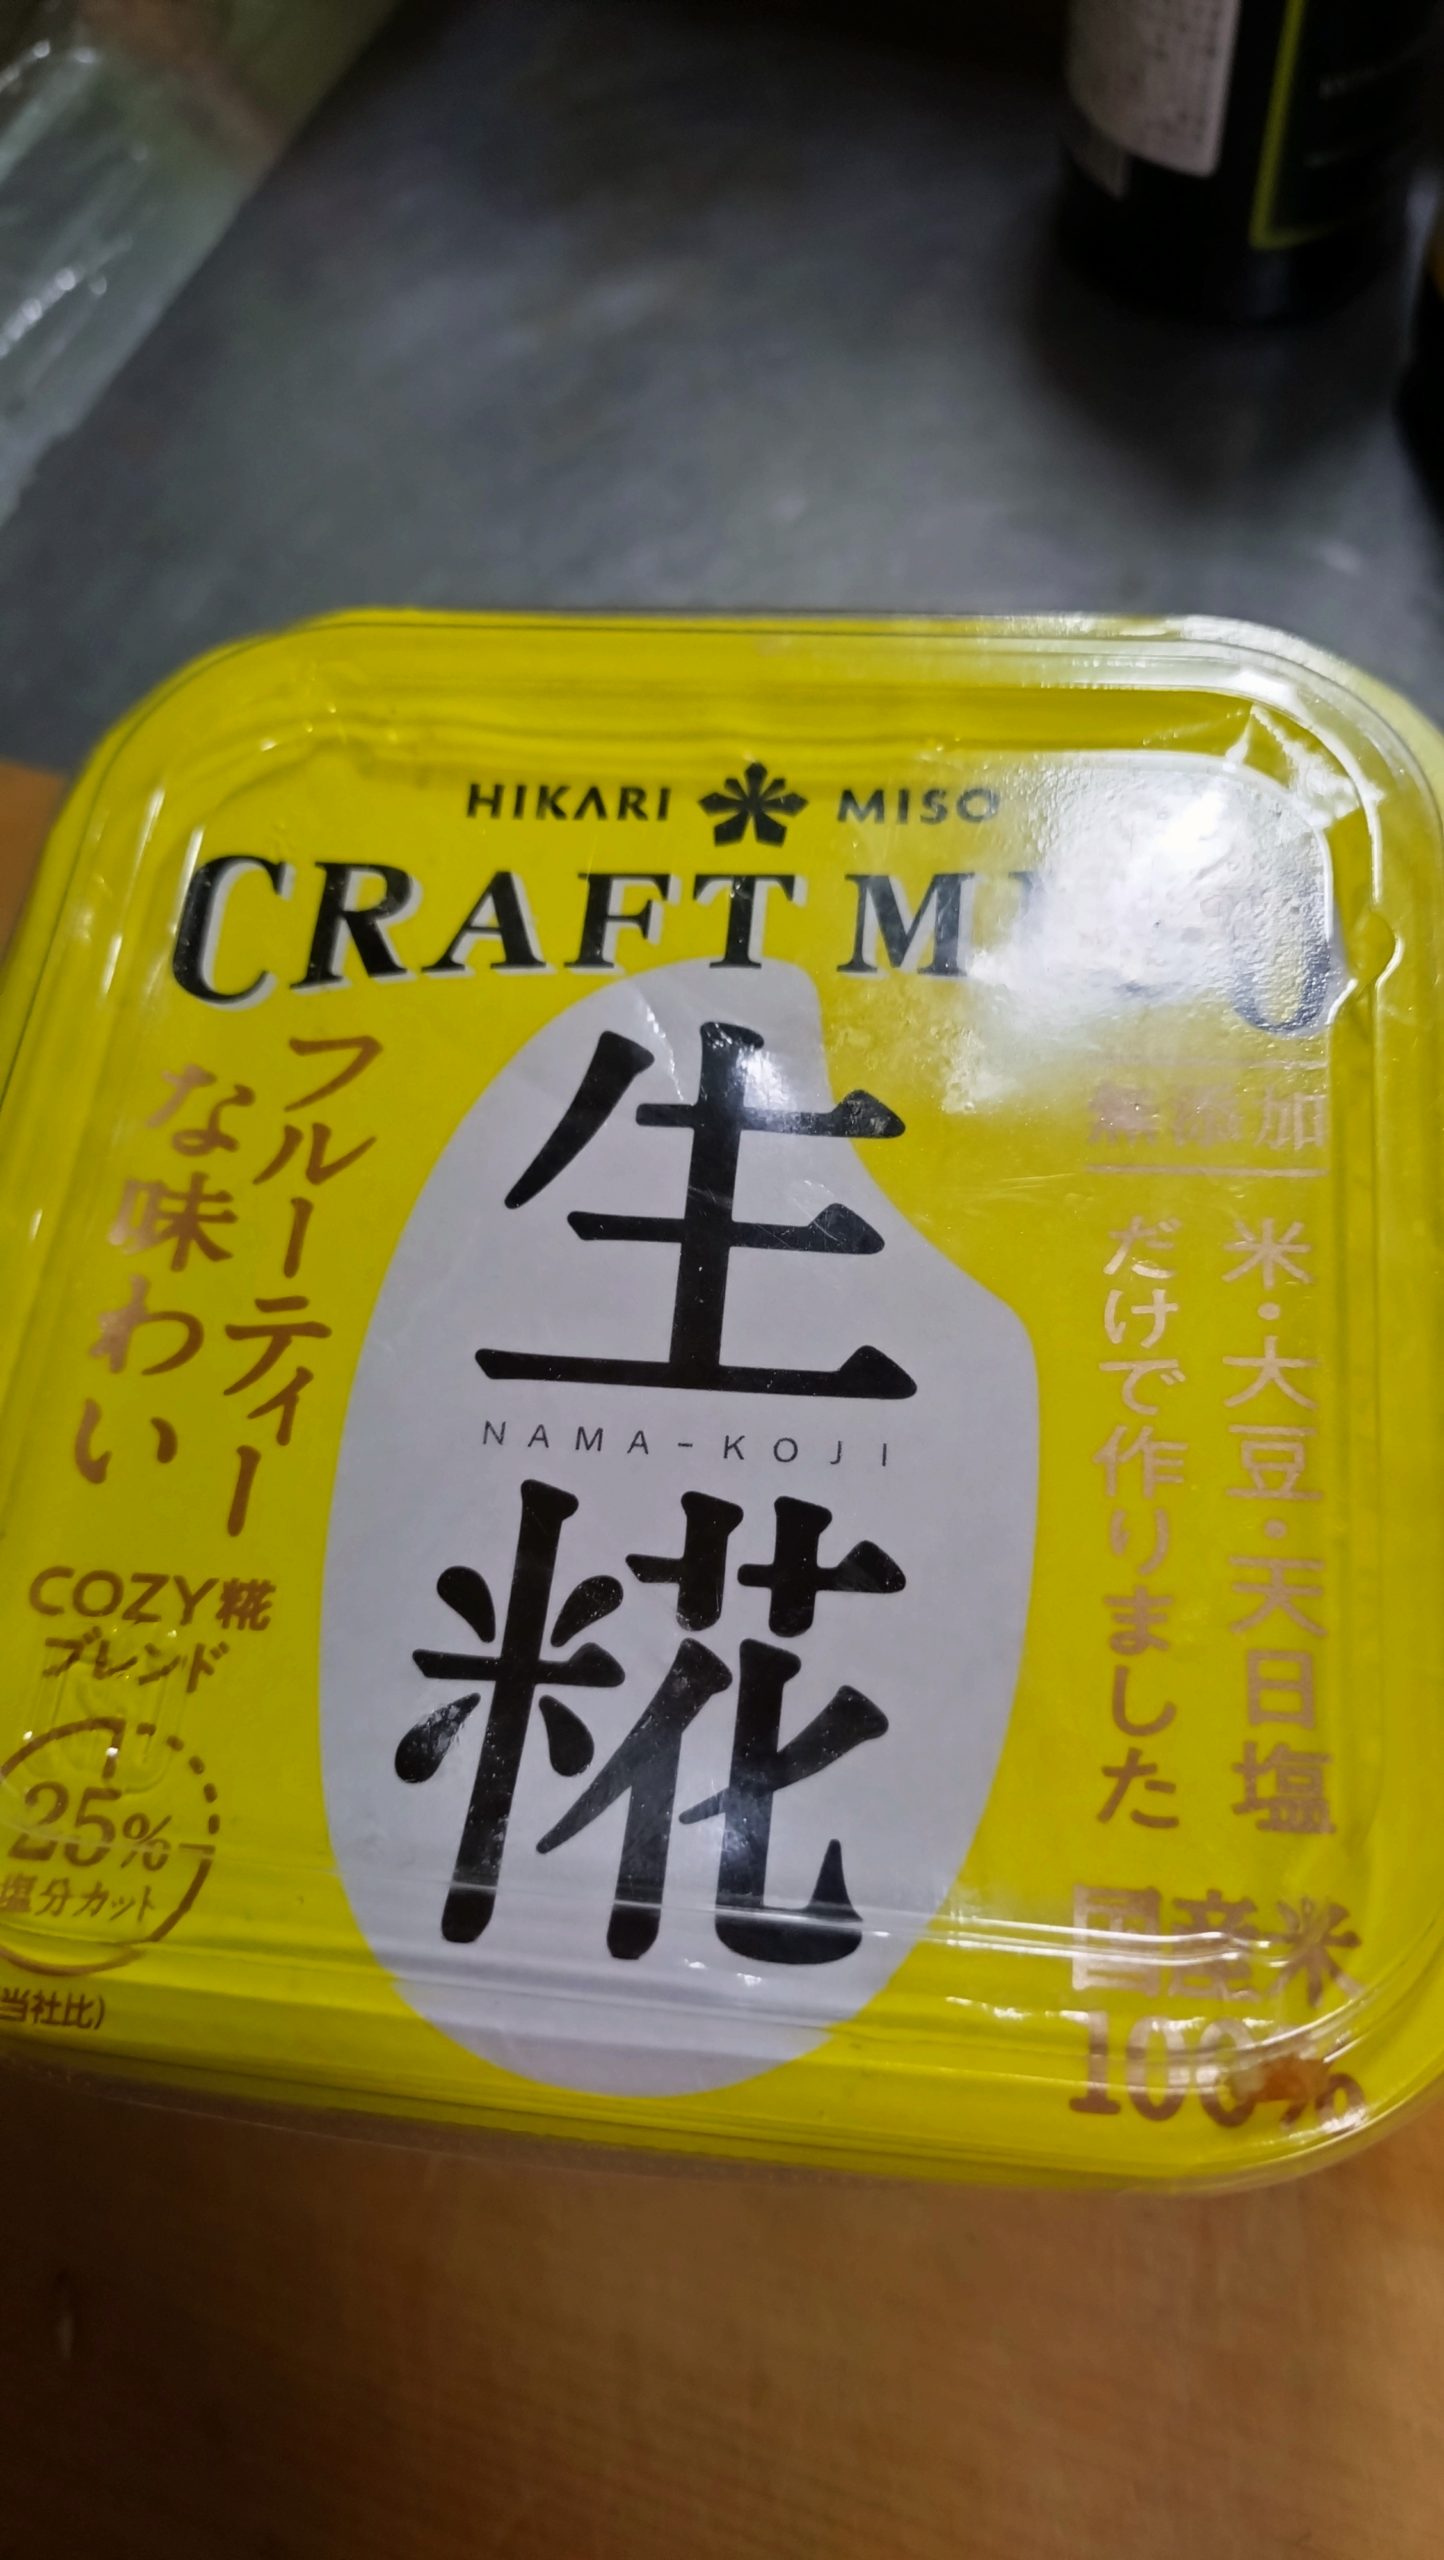 HIKARI MISO
CRAFT MISO
生
NAMA-KOJI
糀
フルーティー
な味わい
COZY糀
ブレンド
25%
塩分カット
当社比)
無添加
米・大豆・天日塩
だけで作りました
国産米
100%